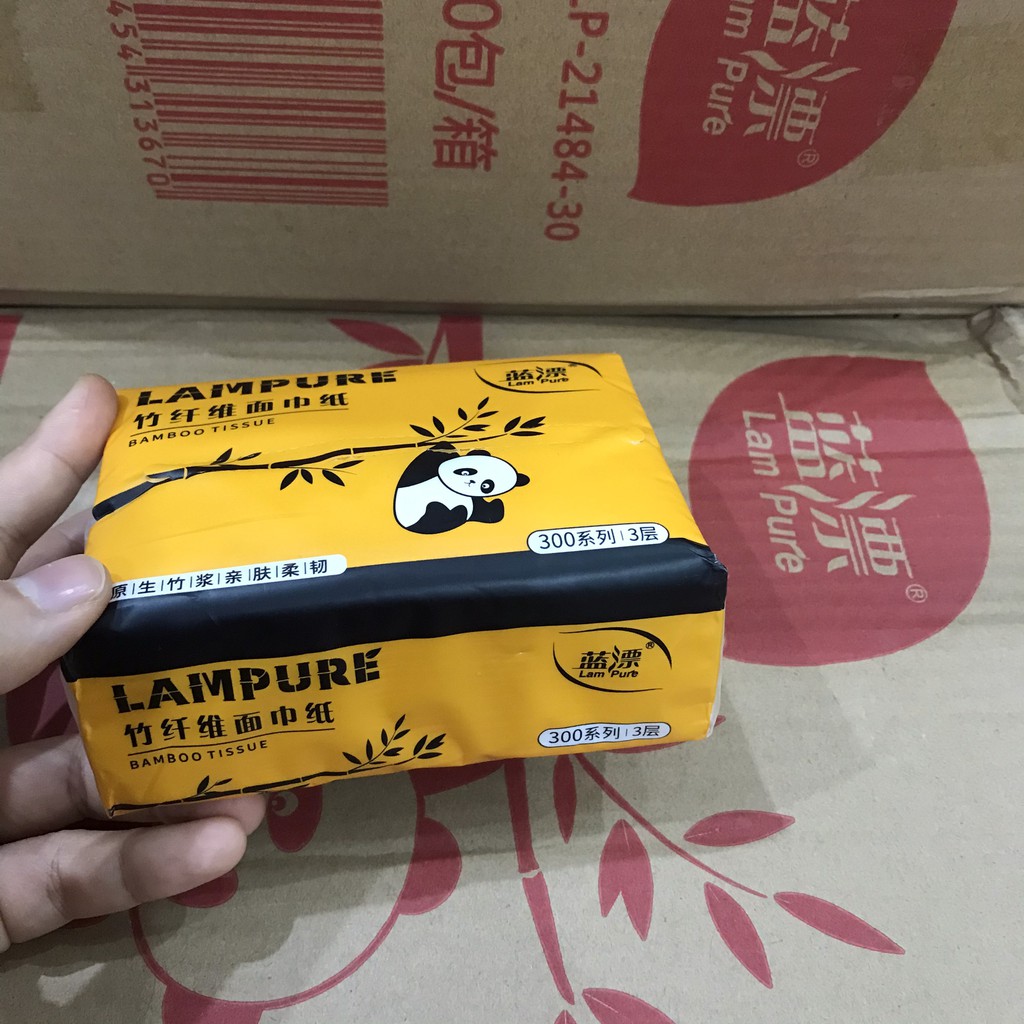 454313670
0包/箱
LP-21484-30
蓝漂®
Lam Pure
LAMPURE
竹纤维面巾纸
BAMBOO TISSUE
蓝漂
Lam Pure
300系列|3层
原|生|竹|浆|亲|肤|柔|韧
LAMPURE
竹纤维面巾纸
BAMBOO TISSUE
蓝漂®
Lam Pure
300系列|3层
蓝漂®
Lam Pure